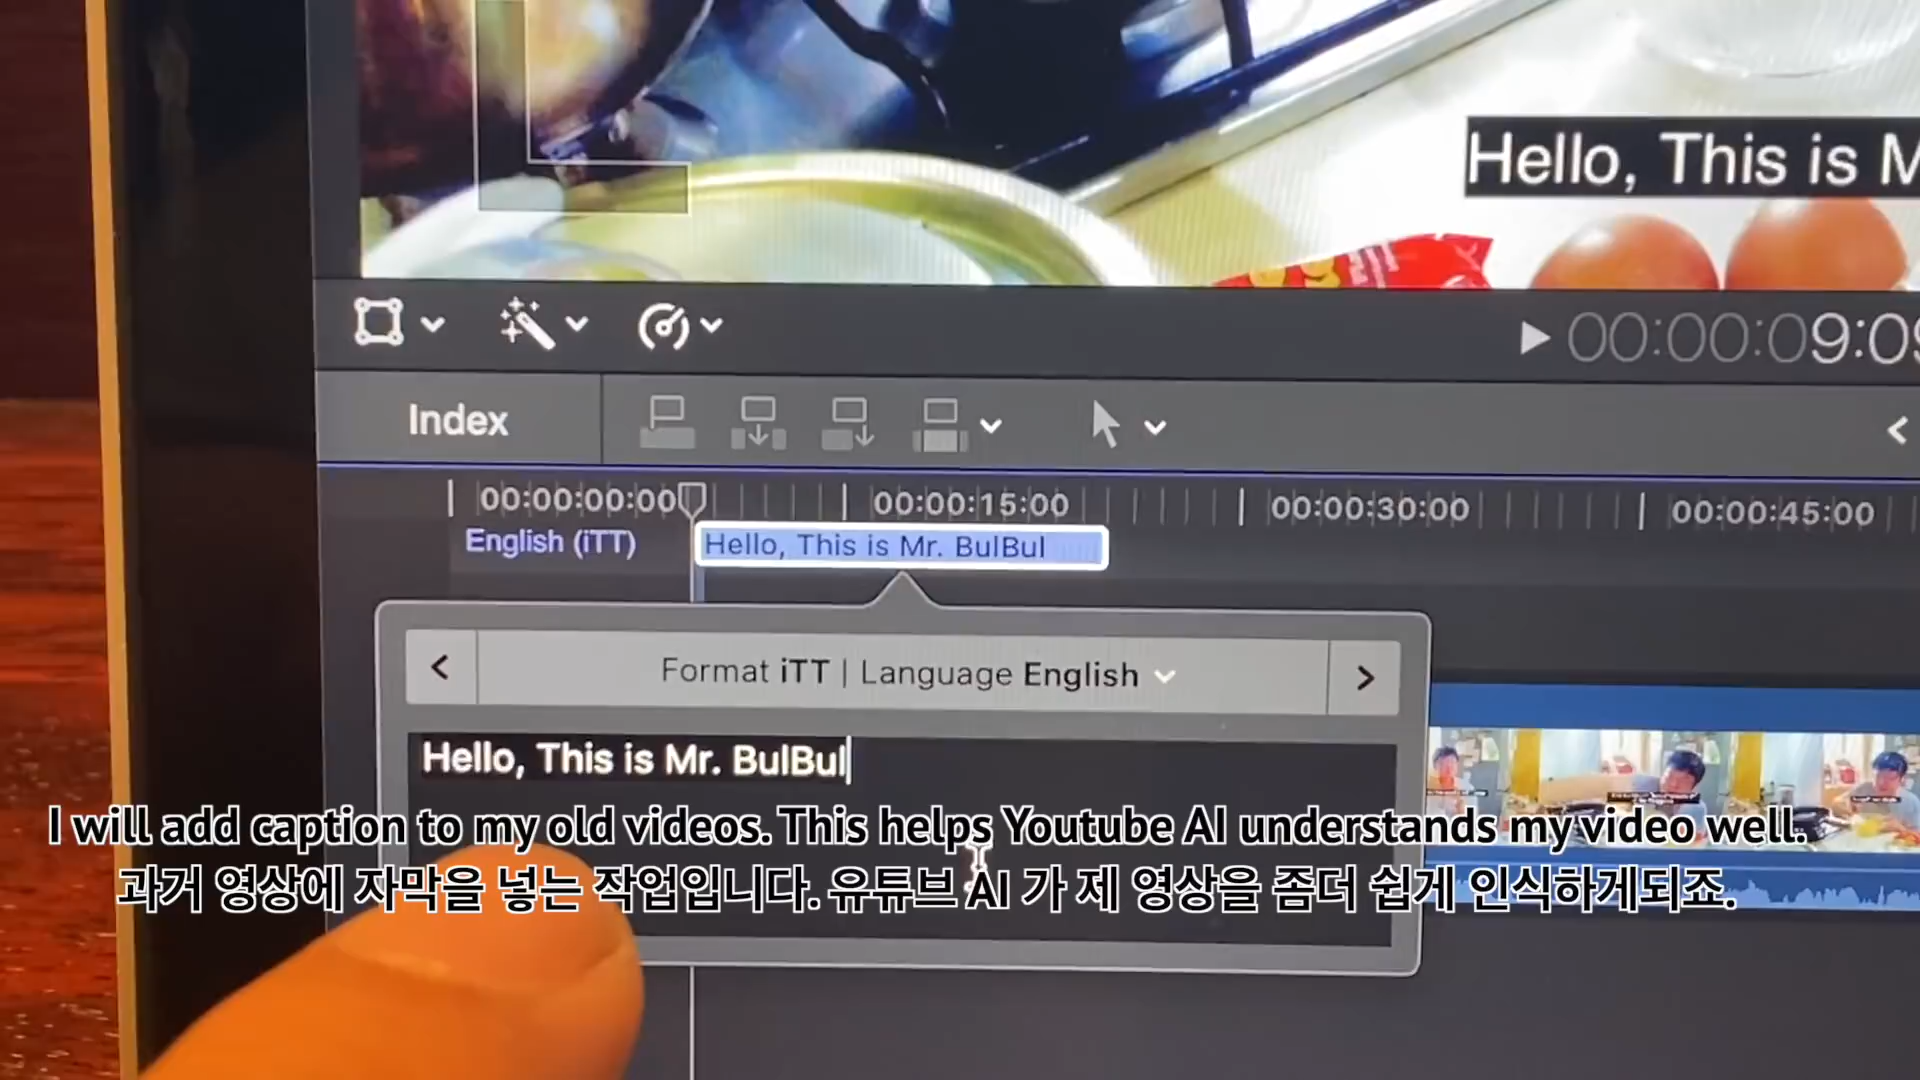 Hello, This is M
00:00:09:09
Index
00:00:00:00 00:00:15:00 00:00:30:00 00:00:45:00
English (iTT) Hello, This is Mr. BulBul
Format iTT | Language English
Hello, This is Mr. BulBul
I will add caption to my old videos. This helps Youtube AI understands my video well.
과거 영상에 자막을 넣는 작업입니다. 유튜브 AI 가 제 영상을 좀더 쉽게 인식하게되죠.